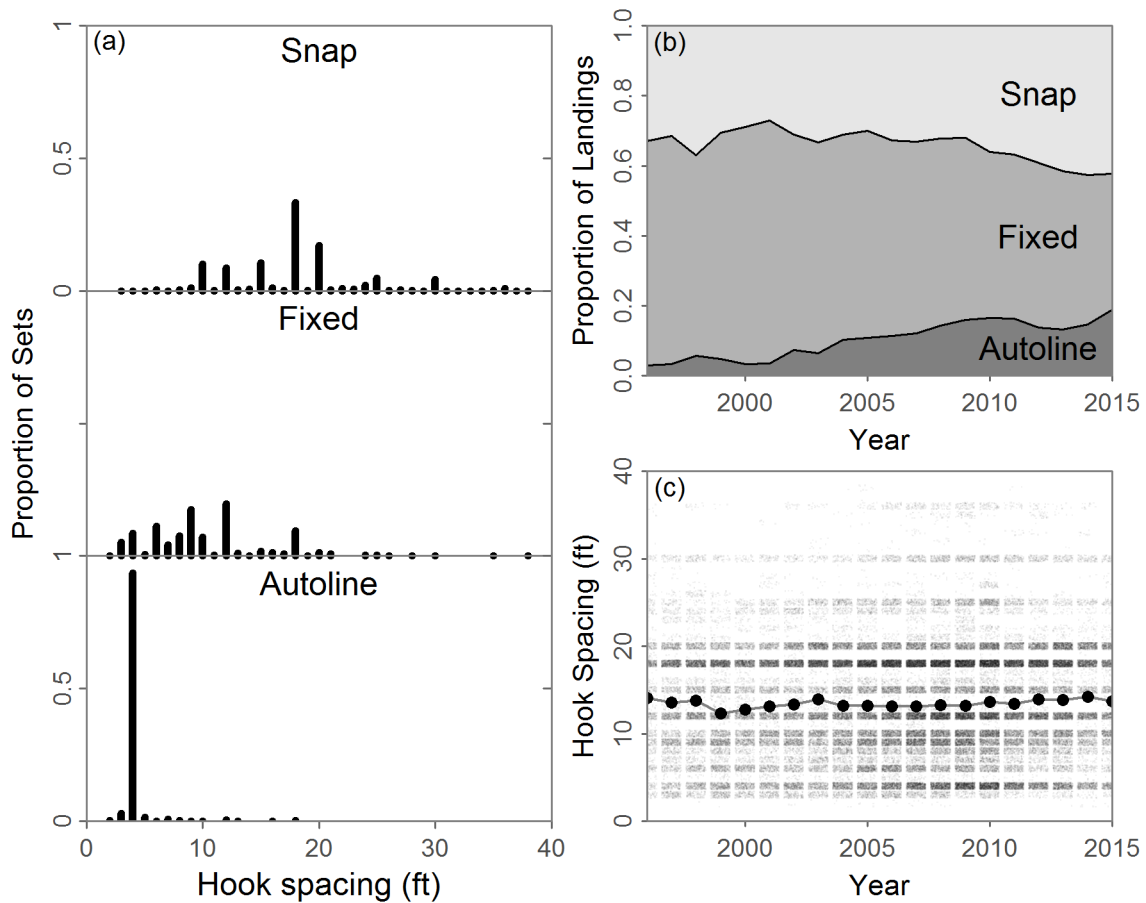 (a)
Snap
Fixed
Autoline
1
0.5
0
1
0.5
0
0 10 20 30 40
Hook spacing (ft)
Proportion of Sets
(b)
Snap
Fixed
Autoline
1.0
0.8
0.6
0.4
0.2
0.0
2000 2005 2010 2015
Year
Proportion of Landings
(c)
40
30
20
10
0
2000 2005 2010 2015
Year
Hook Spacing (ft)